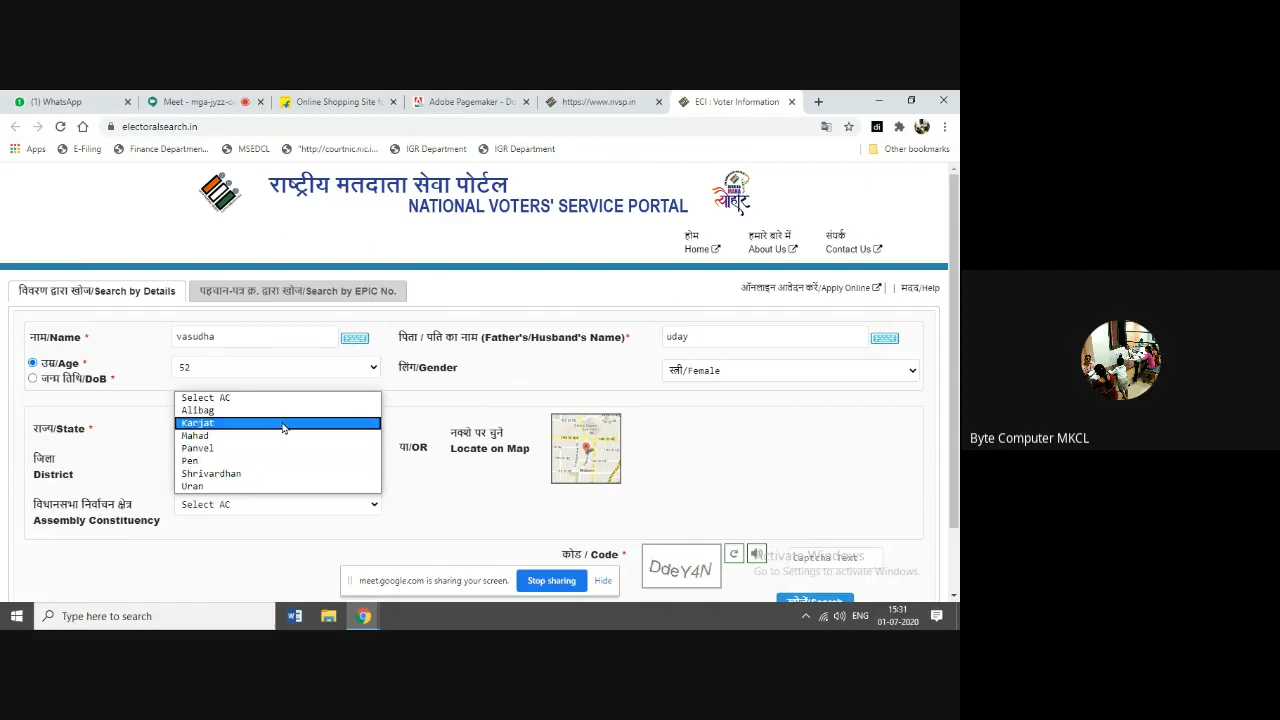 (1) WhatsApp
Meet - mga-jyzz-o
Online Shopping Site f
Adobe Pagemaker - Do
https://www.nvsp.in
ECI : Voter Information
electoralsearch.in
Apps
E-Filing
Finance Departmen...
MSEDCL
"http://courtnic.nic.i...
IGR Department
IGR Department
Other bookmarks
राष्ट्रीय मतदाता सेवा पोर्टल
NATIONAL VOTERS' SERVICE PORTAL
त्योहार
होम
Home
हमारे बारे में
About Us
संपर्क
Contact Us
विवरण द्वारा खोज/Search by Details
पहचान-पत्र क्र. द्वारा खोज/Search by EPIC No.
ऑनलाइन आवेदन करें/Apply Online | | मदद/Help
नाम/Name *
vasudha
पिता / पति का नाम (Father's/Husband's Name)*
uday
उम्र/Age *
जन्म तिथि/DoB *
52
लिंग/Gender
स्त्री/Female
Select AC
Alibag
Karjat
Mahad
Panvel
Pen
Shrivardhan
Uran
राज्य/State *
जिला
District
या/OR
नक्शे पर चुनें
Locate on Map
विधानसभा निर्वाचन क्षेत्र
Assembly Constituency
Select AC
कोड / Code *
DdeY4N
Captcha Text
Activate Windows
Go to Settings to activate Windows.
खोजें/Search
meet.google.com is sharing your screen.
Stop sharing
Hide
Type here to search
ENG
15:31
01-07-2020
Byte Computer MKCL